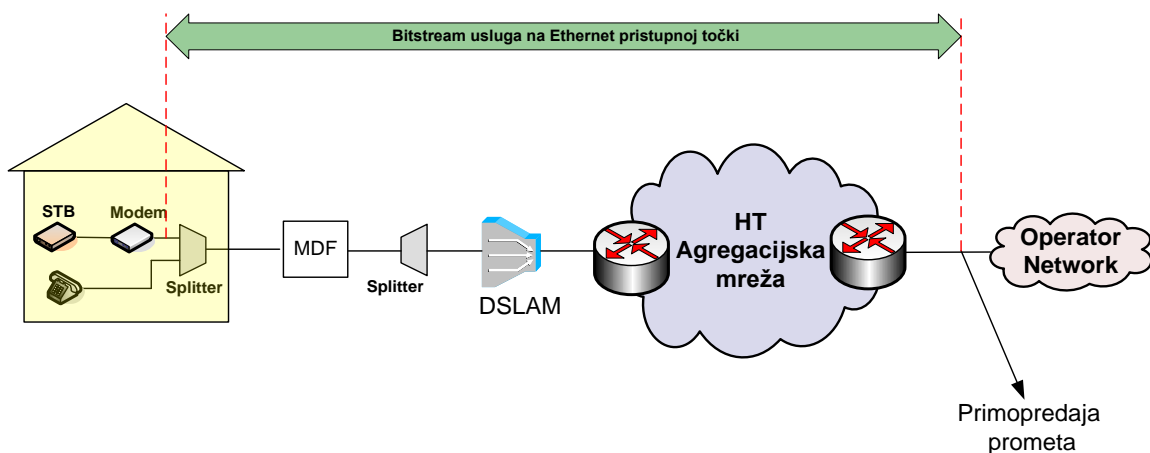 Bitstream usluga na Ethernet pristupnoj točki
STB
Modem
Splitter
MDF
Splitter
DSLAM
HT
Agregacijska
mreža
Operator
Network
Primopredaja
prometa